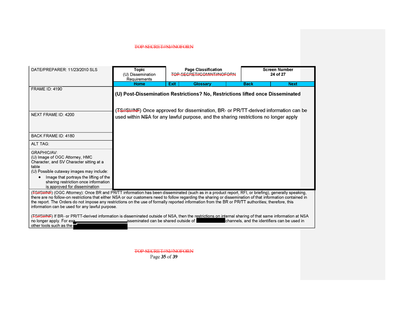 TOP SECRET//SI//NOFORN
DATE/PREPARER: 11/23/2010 SLS
Topic
(U) Dissemination
Requirements
Page Classification
TOP SECRET//COMINT//NOFORN
Screen Number
24 of 27
Home Exit Glossary Back Next
FRAME ID: 4190
(U) Post-Dissemination Restrictions? No, Restrictions lifted once Disseminated
(TS//SI//NF) Once approved for dissemination, BR- or PR/TT-derived information can be
used within NSA for any lawful purpose, and the sharing restrictions no longer apply
NEXT FRAME ID: 4200
BACK FRAME ID: 4180
ALT TAG:
GRAPHIC/AV:
(U) Image of OGC Attorney, HMC
Character, and SV Character sitting at a
table
(U) Possible cutaway images may include:
• Image that portrays the lifting of the
sharing restriction once information
is approved for dissemination
(TS//SI//NF) (OGC Attorney) Once BR and PR/TT information has been disseminated (such as in a product report, RFI, or briefing), generally speaking,
there are no follow-on restrictions that either NSA or our customers need to follow regarding the sharing or dissemination of that information contained in
the report. The Orders do not impose any restrictions on the use of formally reported information from the BR or PR/TT authorities; therefore, this
information can be used for any lawful purpose.
(TS//SI//NF) If BR- or PR/TT-derived information is disseminated outside of NSA, then the restrictions on internal sharing of that same information at NSA
no longer apply. For example, disseminated can be shared outside of channels, and the identifiers can be used in
other tools such as the
TOP SECRET//SI//NOFORN
Page 35 of 39